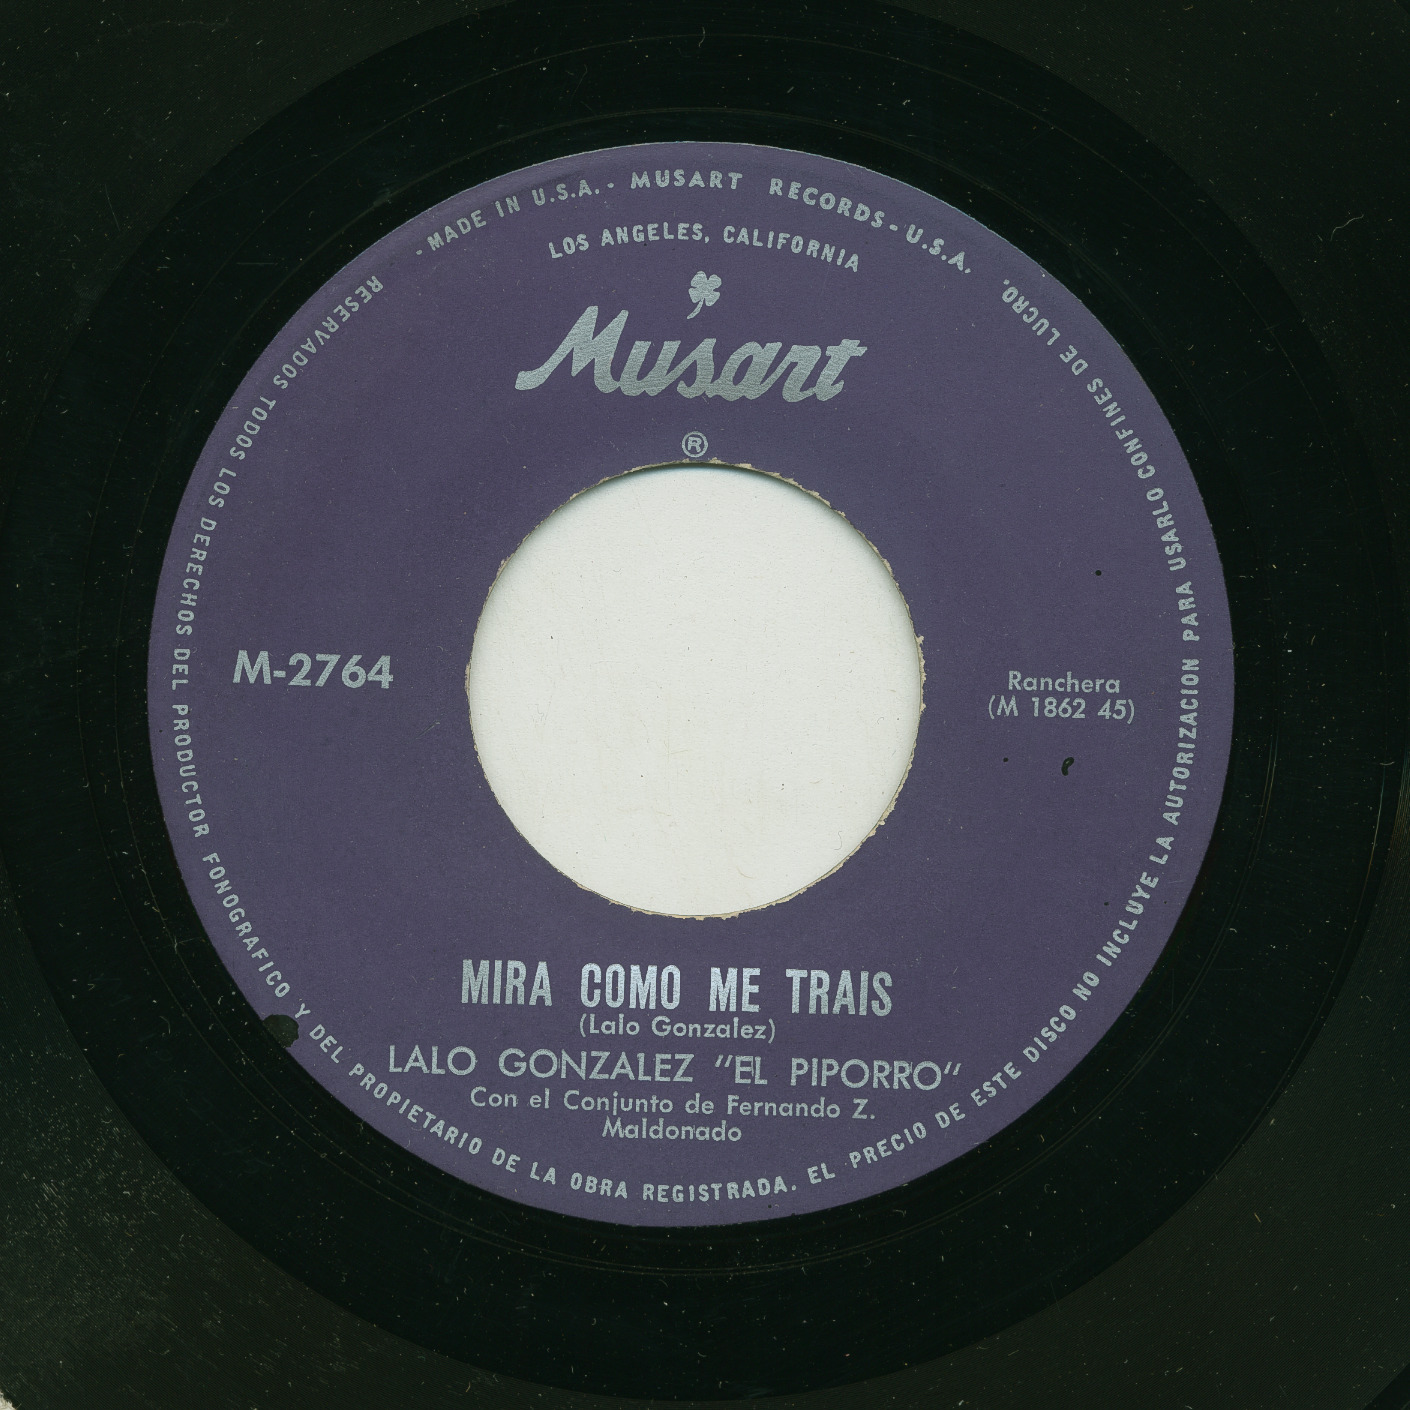 - MADE IN U.S.A. - MUSART RECORDS - U.S.A.
LOS ANGELES, CALIFORNIA
Musart
®
M-2764
Ranchera
(M 1862 45)
MIRA COMO ME TRAIS
(Lalo Gonzalez)
LALO GONZALEZ "EL PIPORRO"
Con el Conjunto de Fernando Z.
Maldonado
RESERVADOS TODOS LOS DERECHOS DEL PRODUCTOR FONOGRAFICO Y DEL PROPIETARIO DE LA OBRA REGISTRADA. EL PRECIO DE ESTE DISCO NO INCLUYE LA AUTORIZACION PARA USARLO CONFINES DE LUCRO.